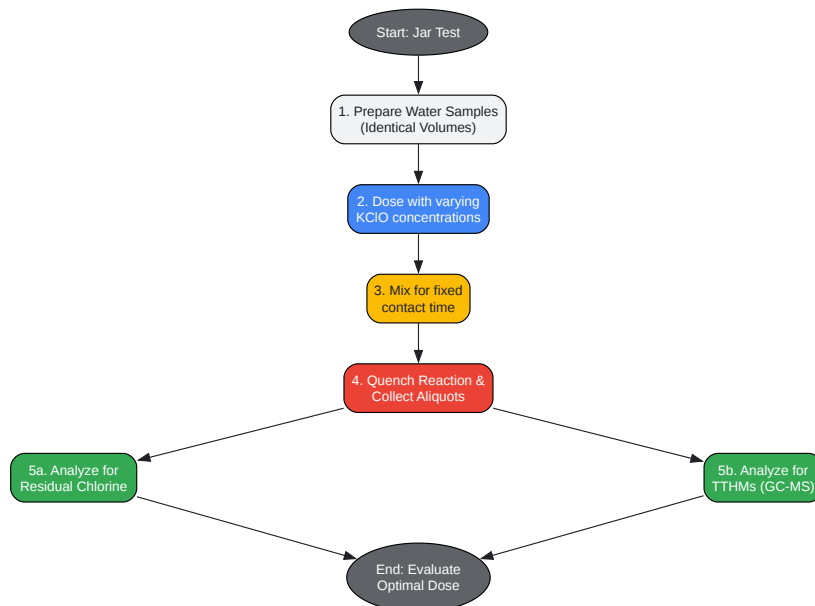 Start: Jar Test
1. Prepare Water Samples
(Identical Volumes)
2. Dose with varying
KClO concentrations
3. Mix for fixed
contact time
4. Quench Reaction &
Collect Aliquots
5a. Analyze for
Residual Chlorine
5b. Analyze for
TTHMs (GC-MS)
End: Evaluate
Optimal Dose